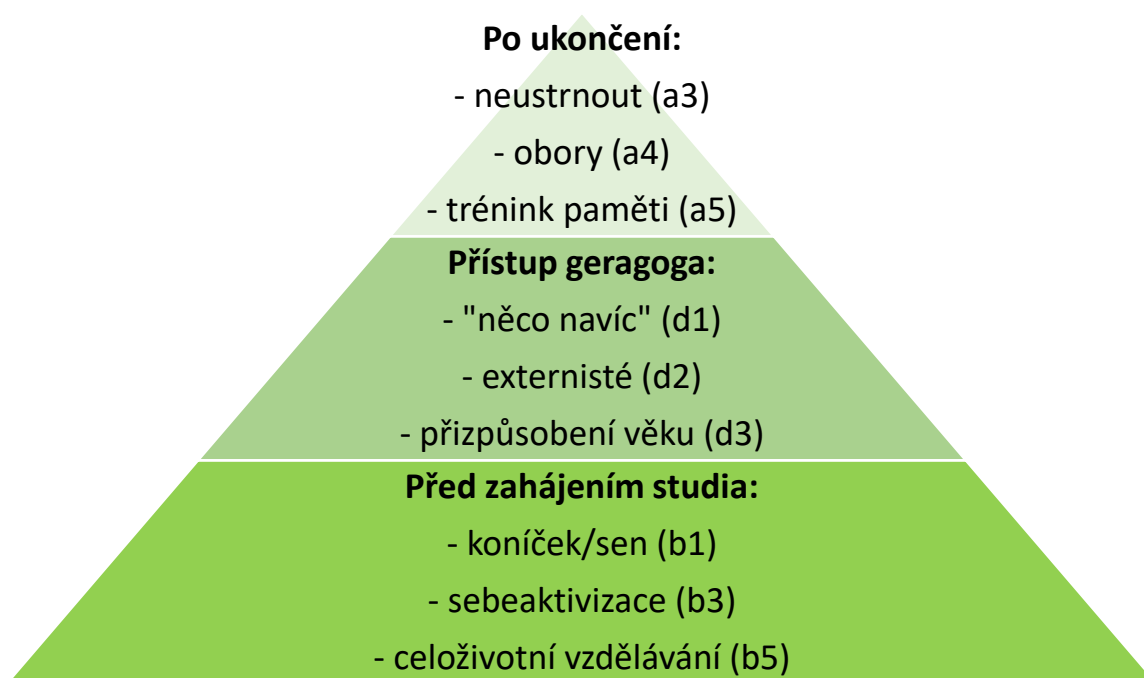 Po ukončení:
- neustrnout (a3)
- obory (a4)
- trénink paměti (a5)
Přístup geragoga:
- "něco navíc" (d1)
- externisté (d2)
- přizpůsobení věku (d3)
Před zahájením studia:
- koníček/sen (b1)
- sebeaktivizace (b3)
- celoživotní vzdělávání (b5)